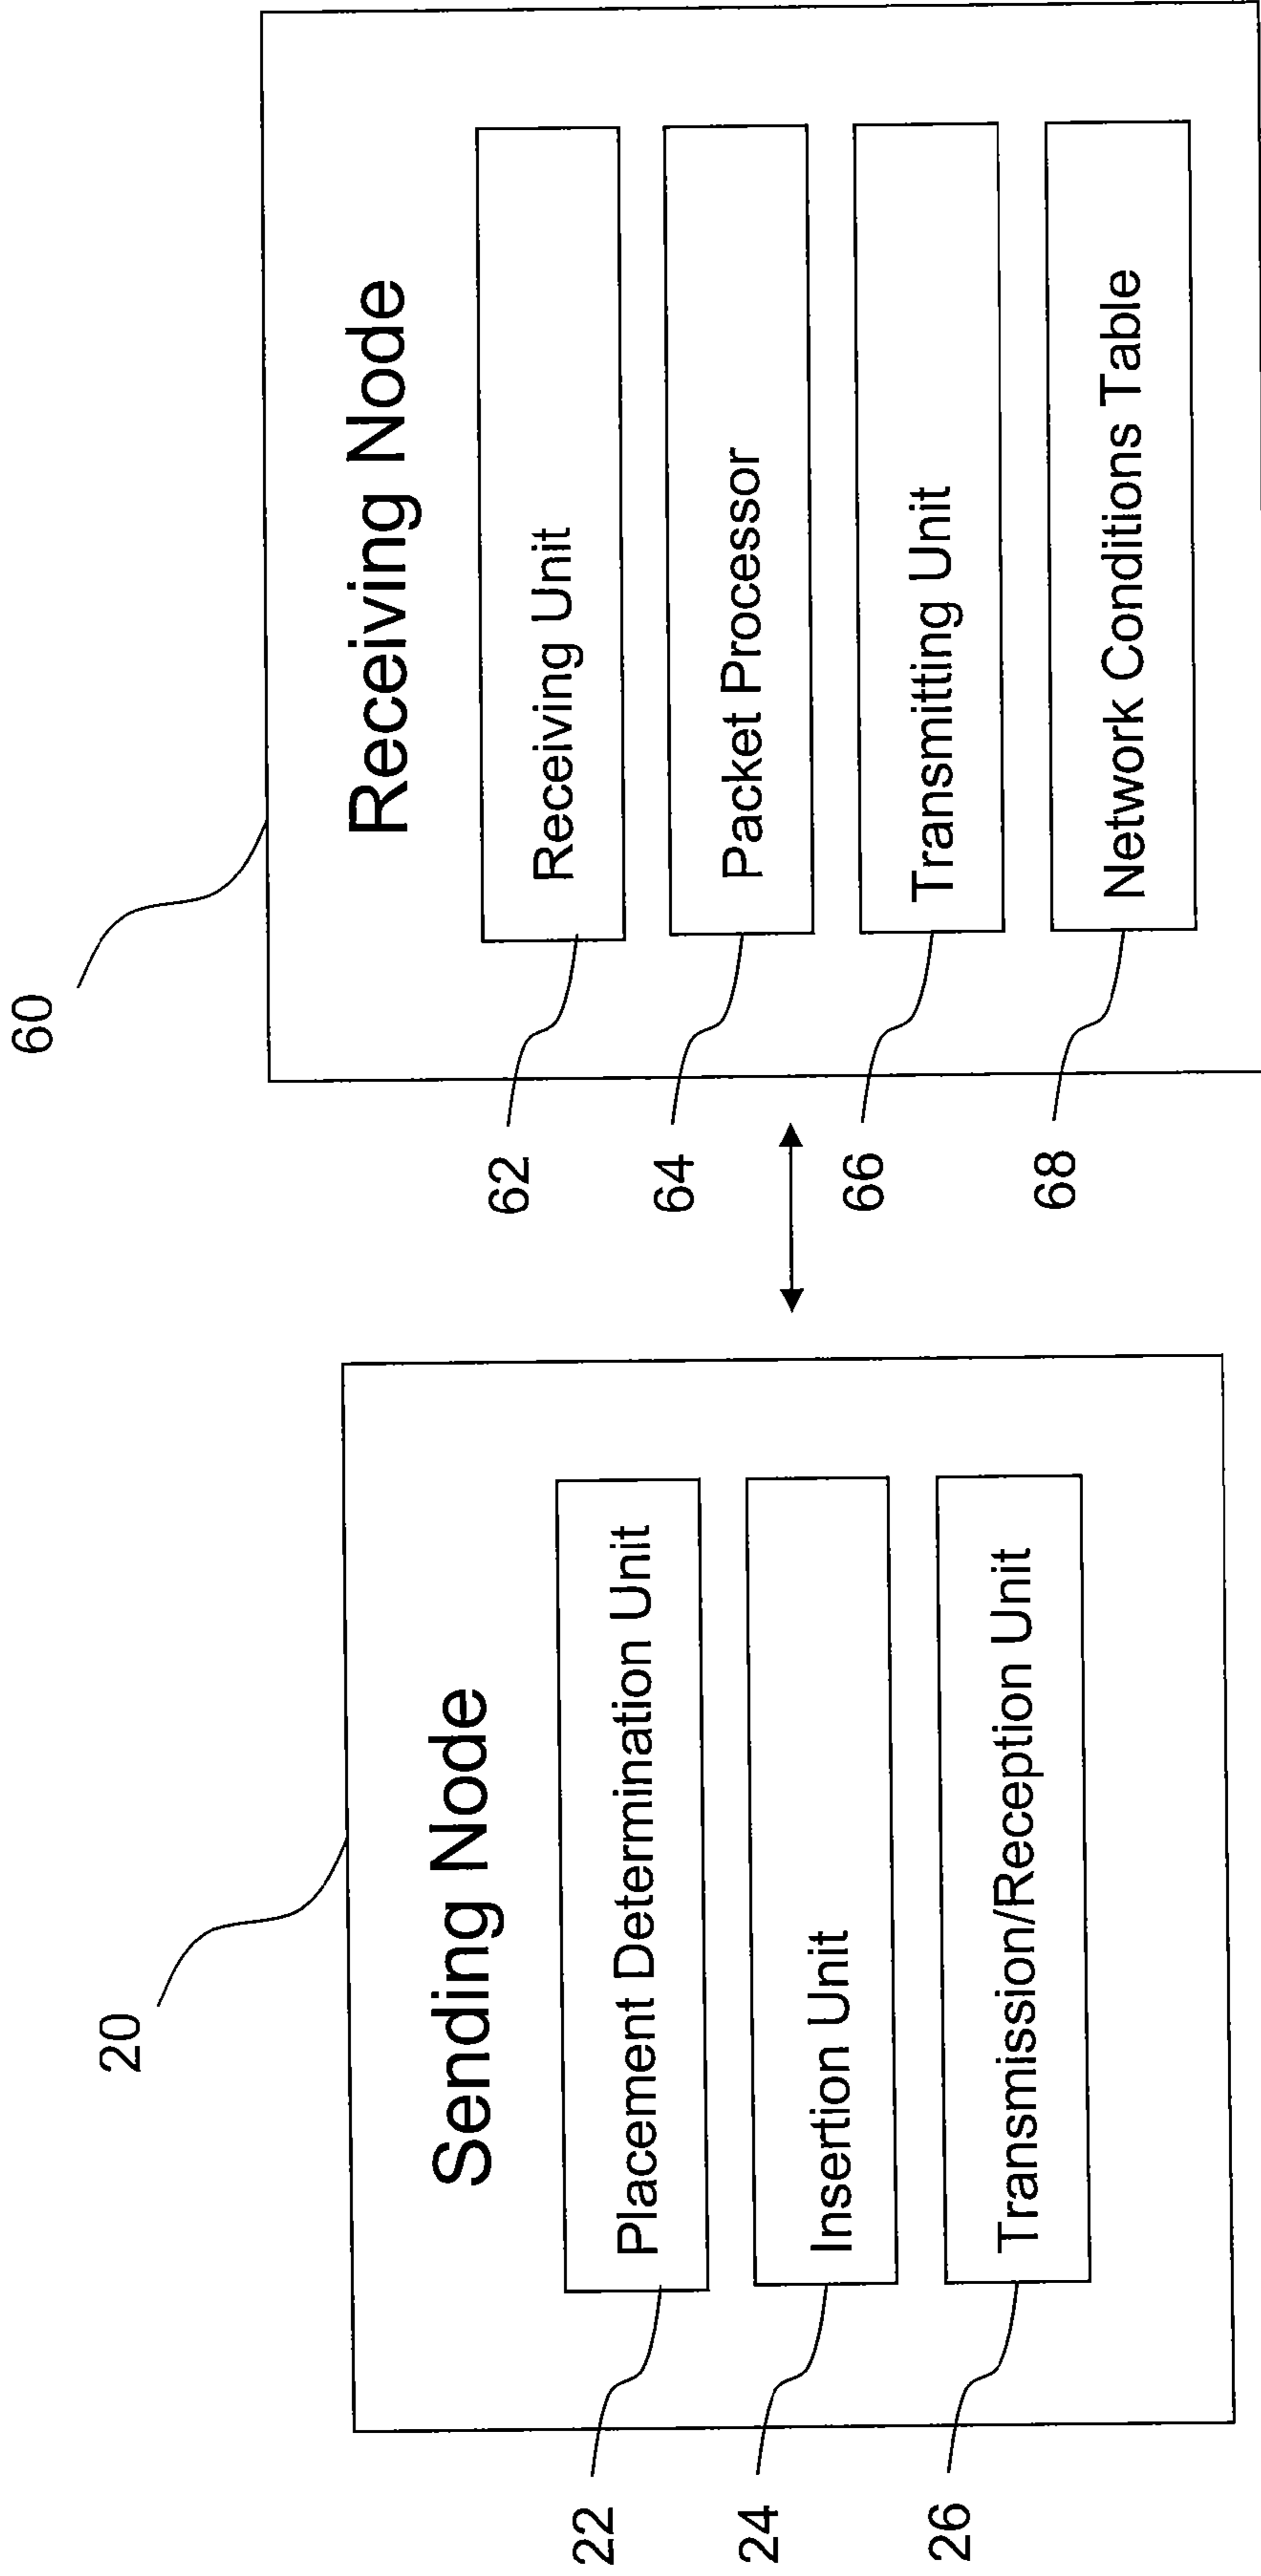 20
Sending Node
22
Placement Determination Unit
24
Insertion Unit
26
Transmission/Reception Unit
60
Receiving Node
62
Receiving Unit
64
Packet Processor
66
Transmitting Unit
68
Network Conditions Table